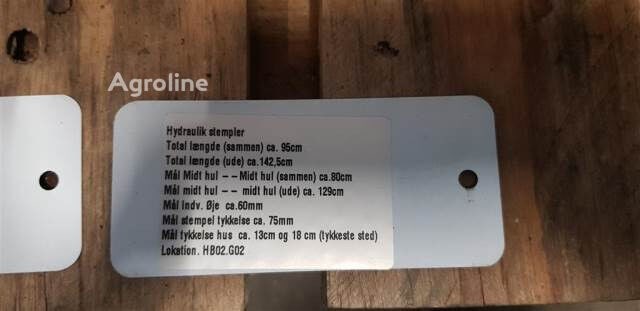 Agroline
Hydraulik stempler
Total længde (sammen) ca. 95cm
Total længde (ude) ca.142,5cm
Mål Midt hul -- Midt hul (sammen) ca.80cm
Mål midt hul -- midt hul (ude) ca. 129cm
Mål Indv. Øje ca.60mm
Mål stempel tykkelse ca. 75mm
Mål tykkelse hus ca. 13cm og 18 cm (tykkeste sted)
Lokation. HB02.G02